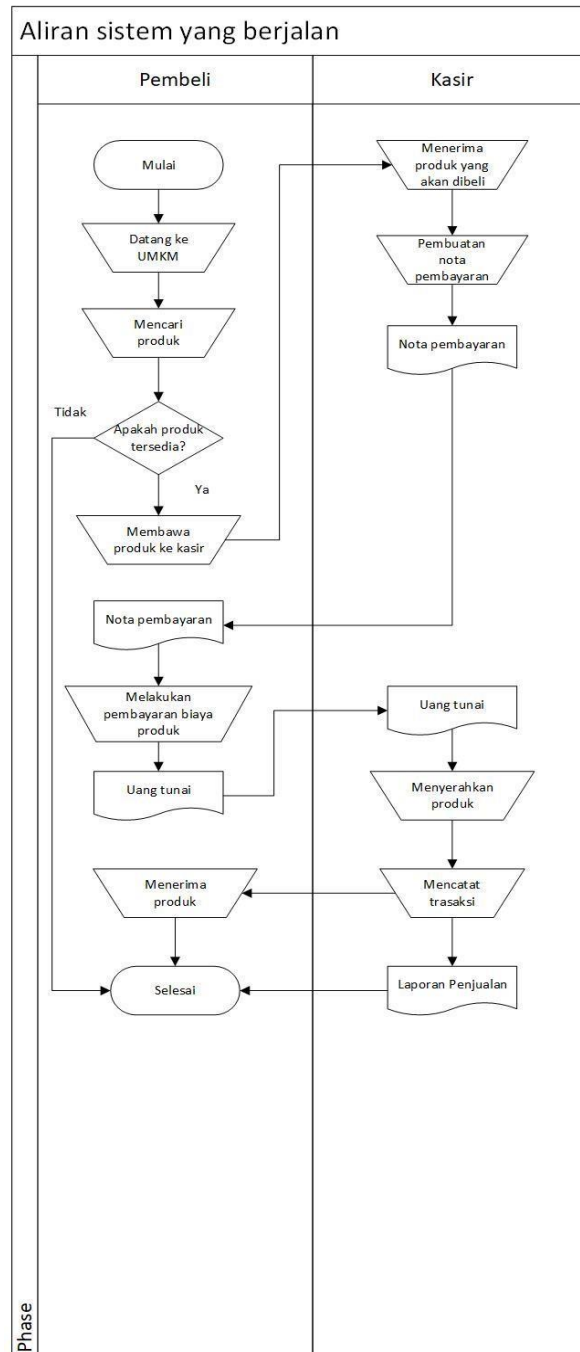 Aliran sistem yang berjalan
Pembeli
Kasir
Mulai
Menerima
produk yang
akan dibeli
Datang ke
UMKM
Pembuatan
nota
pembayaran
Mencari
produk
Nota pembayaran
Tidak
Apakah produk
tersedia?
Ya
Membawa
produk ke kasir
Nota pembayaran
Melakukan
pembayaran biaya
produk
Uang tunai
Uang tunai
Menyerahkan
produk
Menerima
produk
Mencatat
trasaksi
Selesai
Laporan Penjualan
Phase